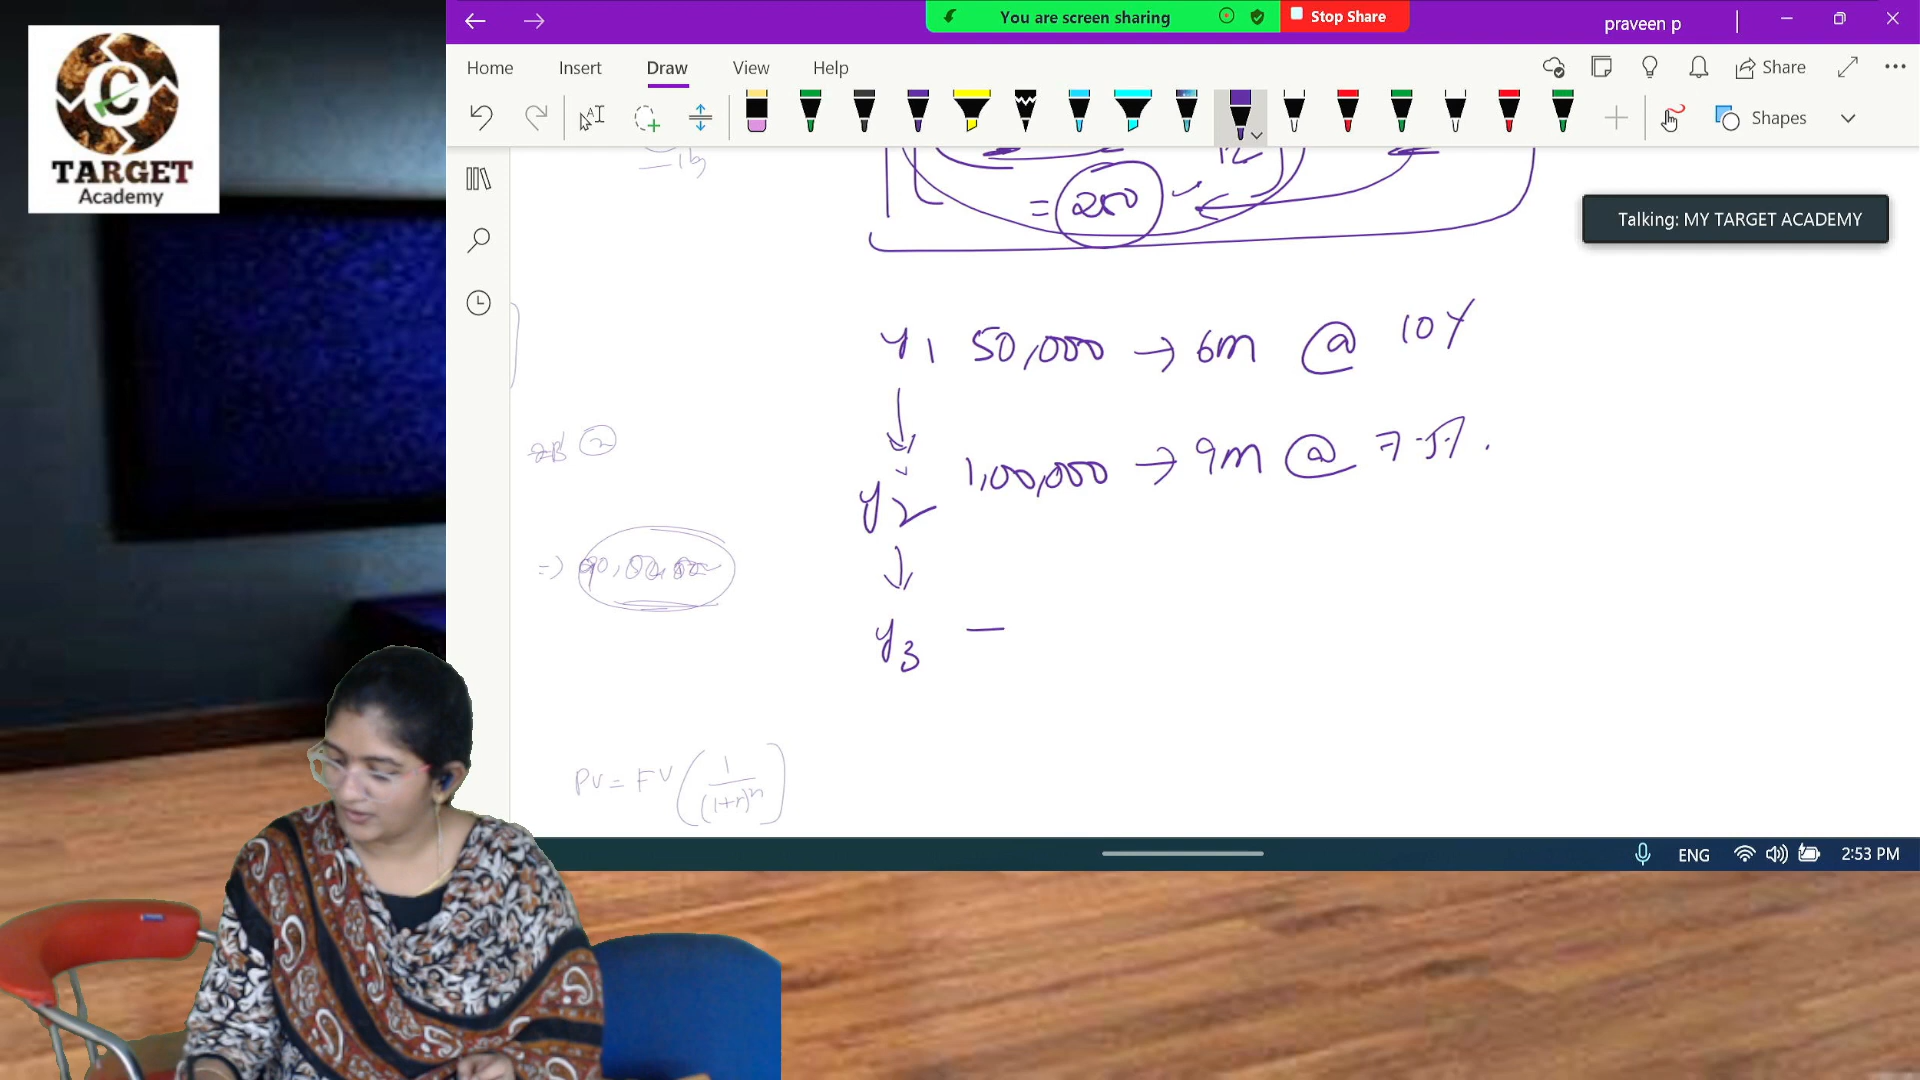 TARGET
Academy
You are screen sharing
Stop Share
praveen p
Home Insert Draw View Help
Share
Shapes
Talking: MY TARGET ACADEMY
= 250
12
y1 50,000 → 6m @ 10%
y2 1,00,000 → 9m @ 7.5%.
y3 —
2
PV = FV (1/(1+r)^n)
ENG 2:53 PM